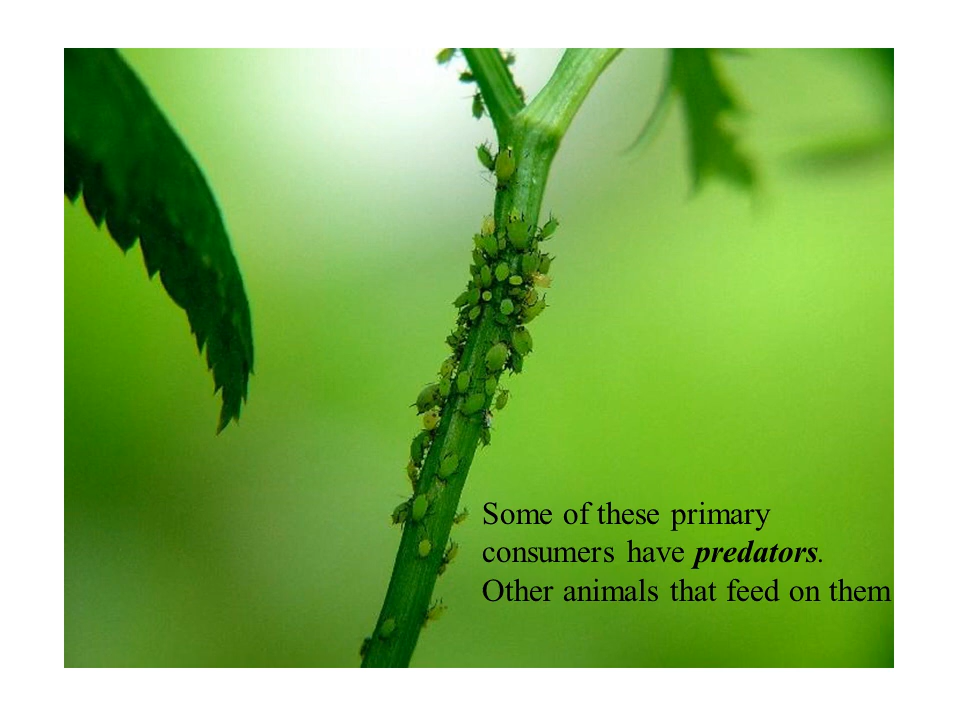 Some of these primary
consumers have predators.
Other animals that feed on them